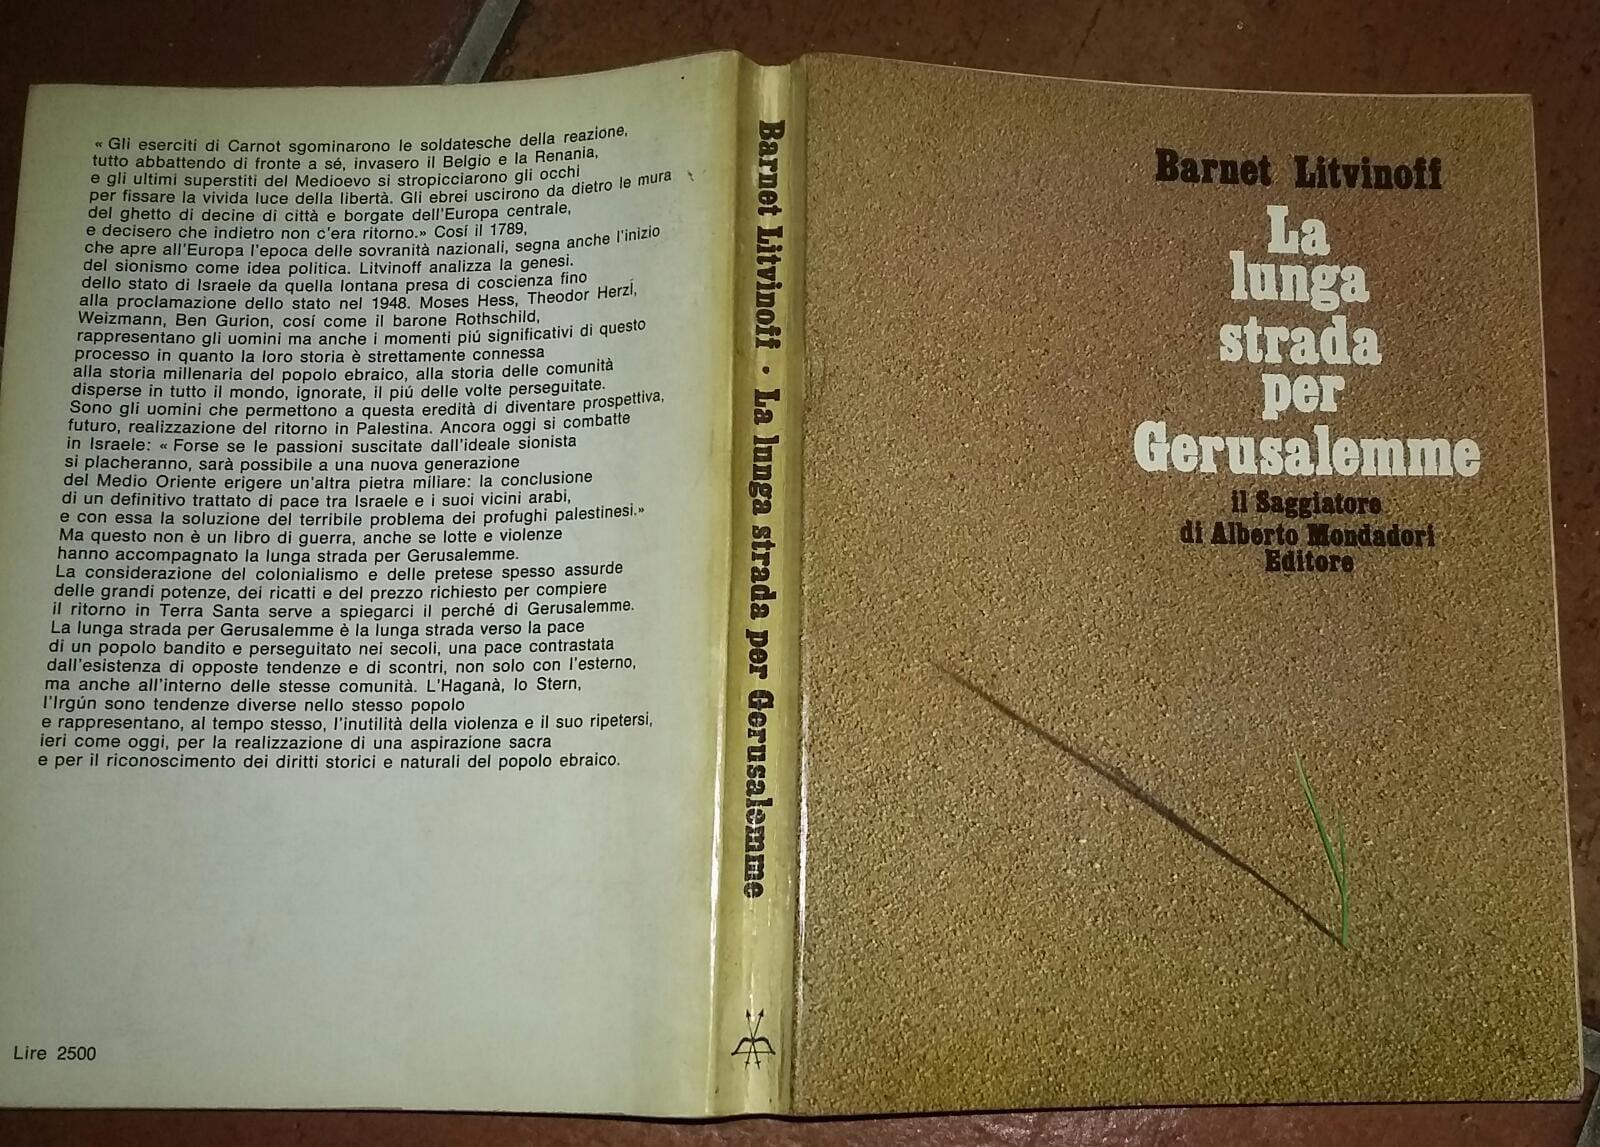 « Gli eserciti di Carnot sgominarono le soldatesche della reazione,
tutto abbattendo di fronte a sé, invasero il Belgio e la Renania,
e gli ultimi superstiti del Medioevo si stropicciarono gli occhi
per fissare la vivida luce della libertà. Gli ebrei uscirono da dietro le mura
del ghetto di decine di città e borgate dell'Europa centrale,
e decisero che indietro non c'era ritorno.» Cosí il 1789,
che apre all'Europa l'epoca delle sovranità nazionali, segna anche l'inizio
del sionismo come idea politica. Litvinoff analizza la genesi.
dello stato di Israele da quella lontana presa di coscienza fino
alla proclamazione dello stato nel 1948. Moses Hess, Theodor Herzl,
Weizmann, Ben Gurion, cosí come il barone Rothschild,
rappresentano gli uomini ma anche i momenti piú significativi di questo
processo in quanto la loro storia è strettamente connessa
alla storia millenaria del popolo ebraico, alla storia delle comunità
disperse in tutto il mondo, ignorate, il piú delle volte perseguitate.
Sono gli uomini che permettono a questa eredità di diventare prospettiva,
futuro, realizzazione del ritorno in Palestina. Ancora oggi si combatte
in Israele: « Forse se le passioni suscitate dall'ideale sionista
si placheranno, sarà possibile a una nuova generazione
del Medio Oriente erigere un'altra pietra miliare: la conclusione
di un definitivo trattato di pace tra Israele e i suoi vicini arabi,
e con essa la soluzione del terribile problema dei profughi palestinesi.»
Ma questo non è un libro di guerra, anche se lotte e violenze
hanno accompagnato la lunga strada per Gerusalemme.
La considerazione del colonialismo e delle pretese spesso assurde
delle grandi potenze, dei ricatti e del prezzo richiesto per compiere
il ritorno in Terra Santa serve a spiegarci il perché di Gerusalemme.
La lunga strada per Gerusalemme è la lunga strada verso la pace
di un popolo bandito e perseguitato nei secoli, una pace contrastata
dall'esistenza di opposte tendenze e di scontri, non solo con l'esterno,
ma anche all'interno delle stesse comunità. L'Haganà, lo Stern,
l'Irgún sono tendenze diverse nello stesso popolo
e rappresentano, al tempo stesso, l'inutilità della violenza e il suo ripetersi,
ieri come oggi, per la realizzazione di una aspirazione sacra
e per il riconoscimento dei diritti storici e naturali del popolo ebraico.
Lire 2500
Barnet Litvinoff • La lunga strada per Gerusalemme
Barnet Litvinoff
La
lunga
strada
per
Gerusalemme
il Saggiatore
di Alberto Mondadori
Editore